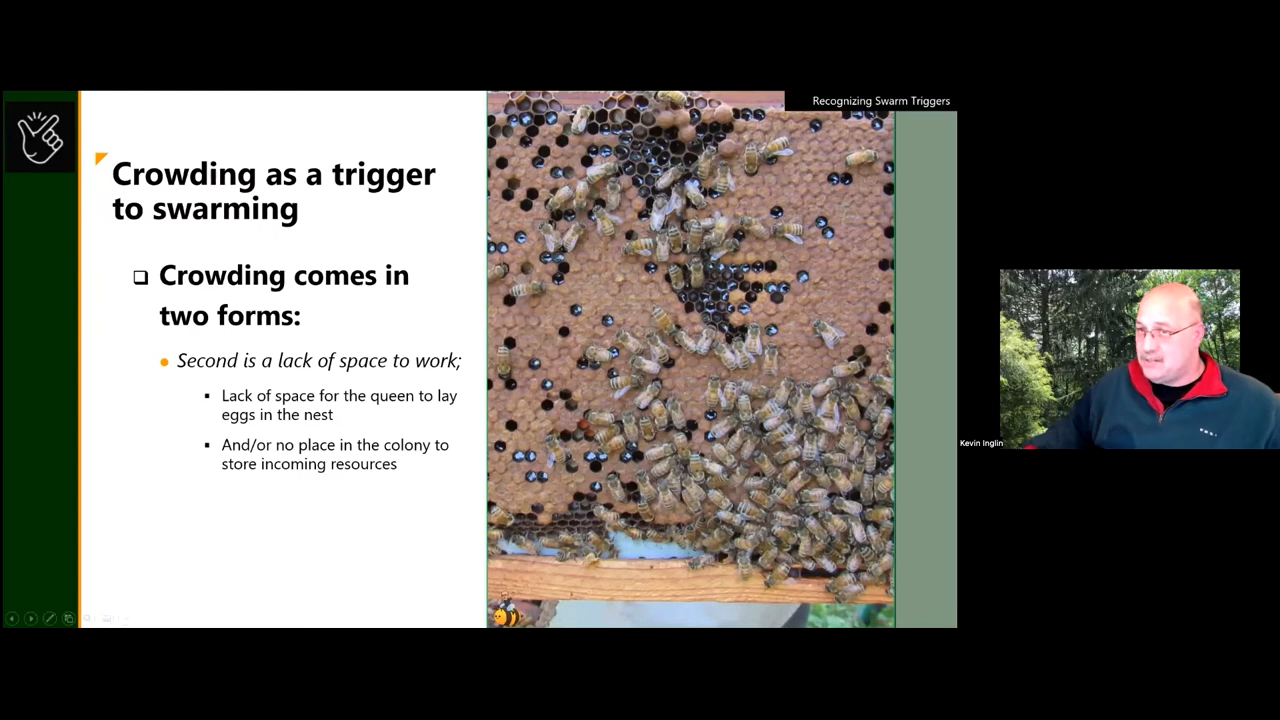 Recognizing Swarm Triggers
Crowding as a trigger
to swarming
Crowding comes in
two forms:
Second is a lack of space to work;
Lack of space for the queen to lay
eggs in the nest
And/or no place in the colony to
store incoming resources
Kevin Inglin